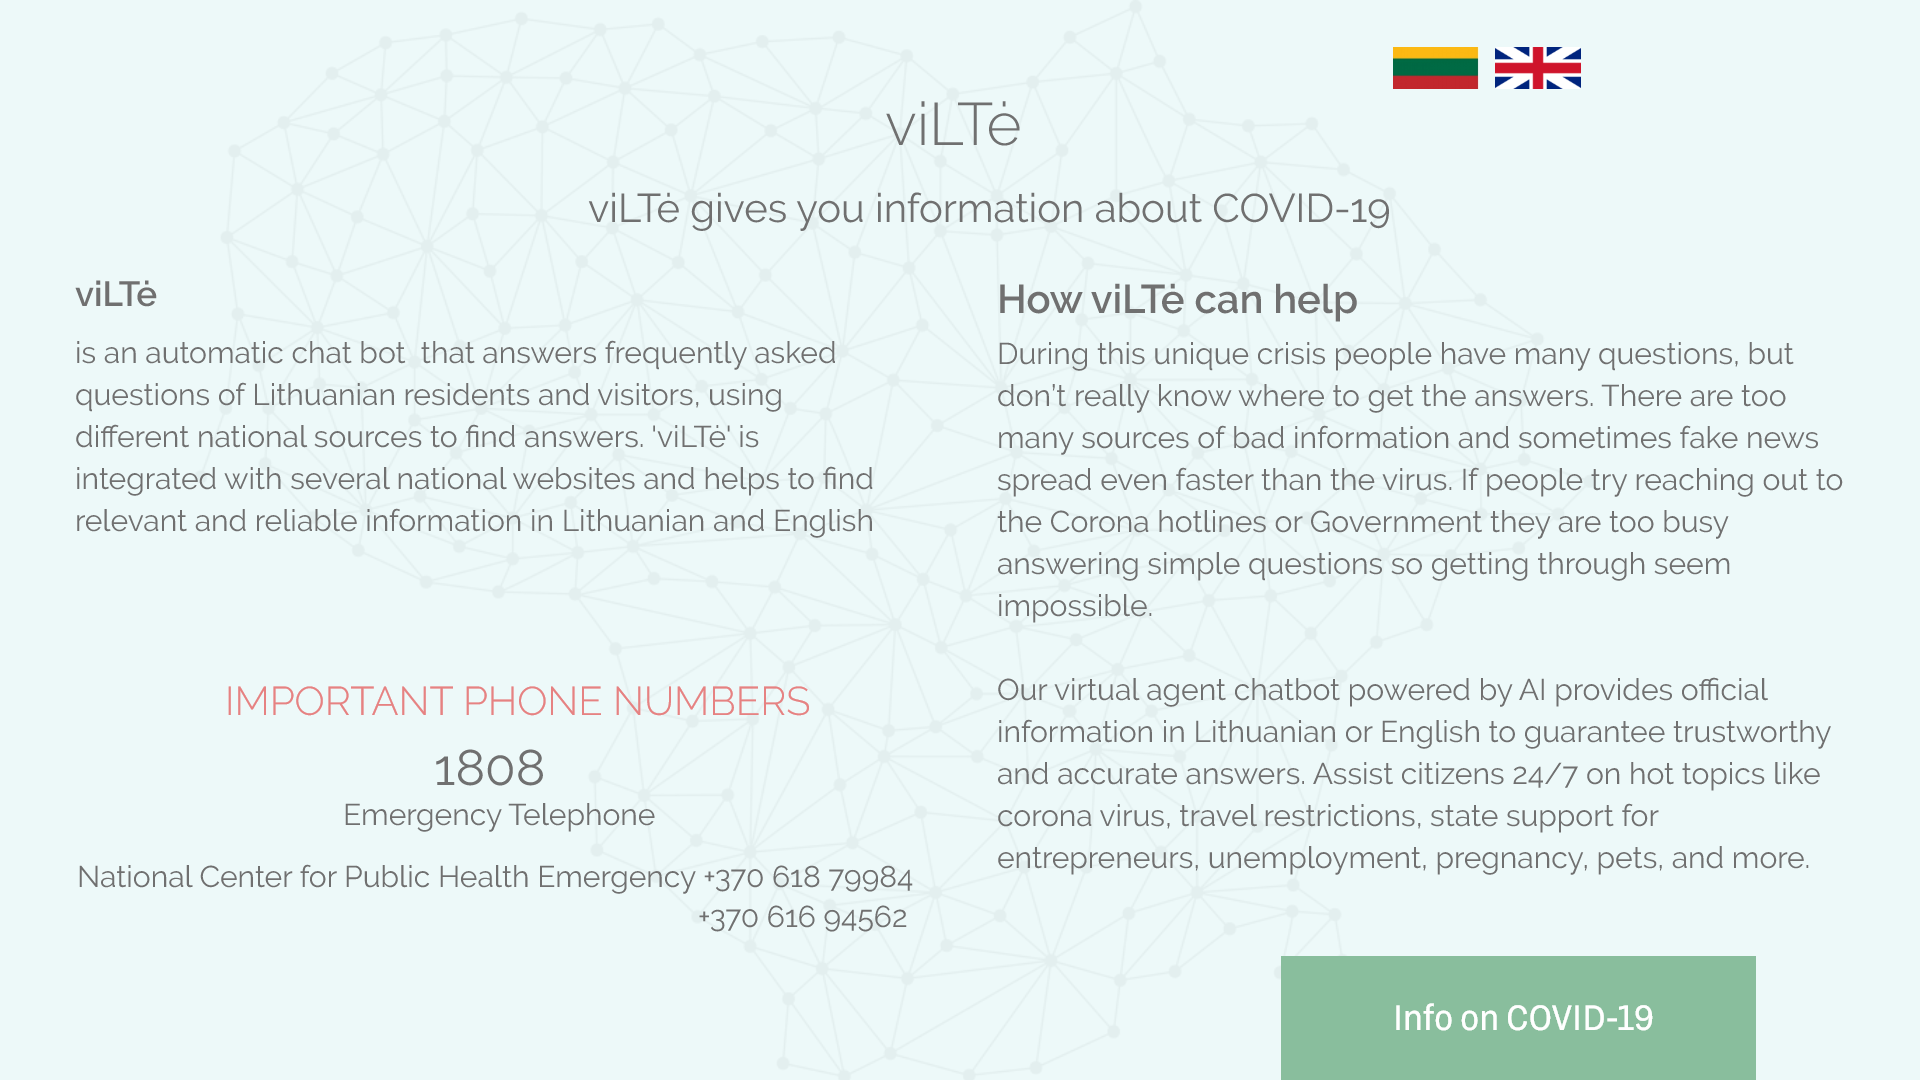 viLTė
viLTė gives you information about COVID-19
viLTė
is an automatic chat bot  that answers frequently asked
questions of Lithuanian residents and visitors, using
different national sources to find answers. 'viLTė' is
integrated with several national websites and helps to find
relevant and reliable information in Lithuanian and English
IMPORTANT PHONE NUMBERS
1808
Emergency Telephone
National Center for Public Health Emergency +370 618 79984
+370 616 94562
How viLTė can help
During this unique crisis people have many questions, but
don’t really know where to get the answers. There are too
many sources of bad information and sometimes fake news
spread even faster than the virus. If people try reaching out to
the Corona hotlines or Government they are too busy
answering simple questions so getting through seem
impossible.
Our virtual agent chatbot powered by AI provides official
information in Lithuanian or English to guarantee trustworthy
and accurate answers. Assist citizens 24/7 on hot topics like
corona virus, travel restrictions, state support for
entrepreneurs, unemployment, pregnancy, pets, and more.
Info on COVID-19